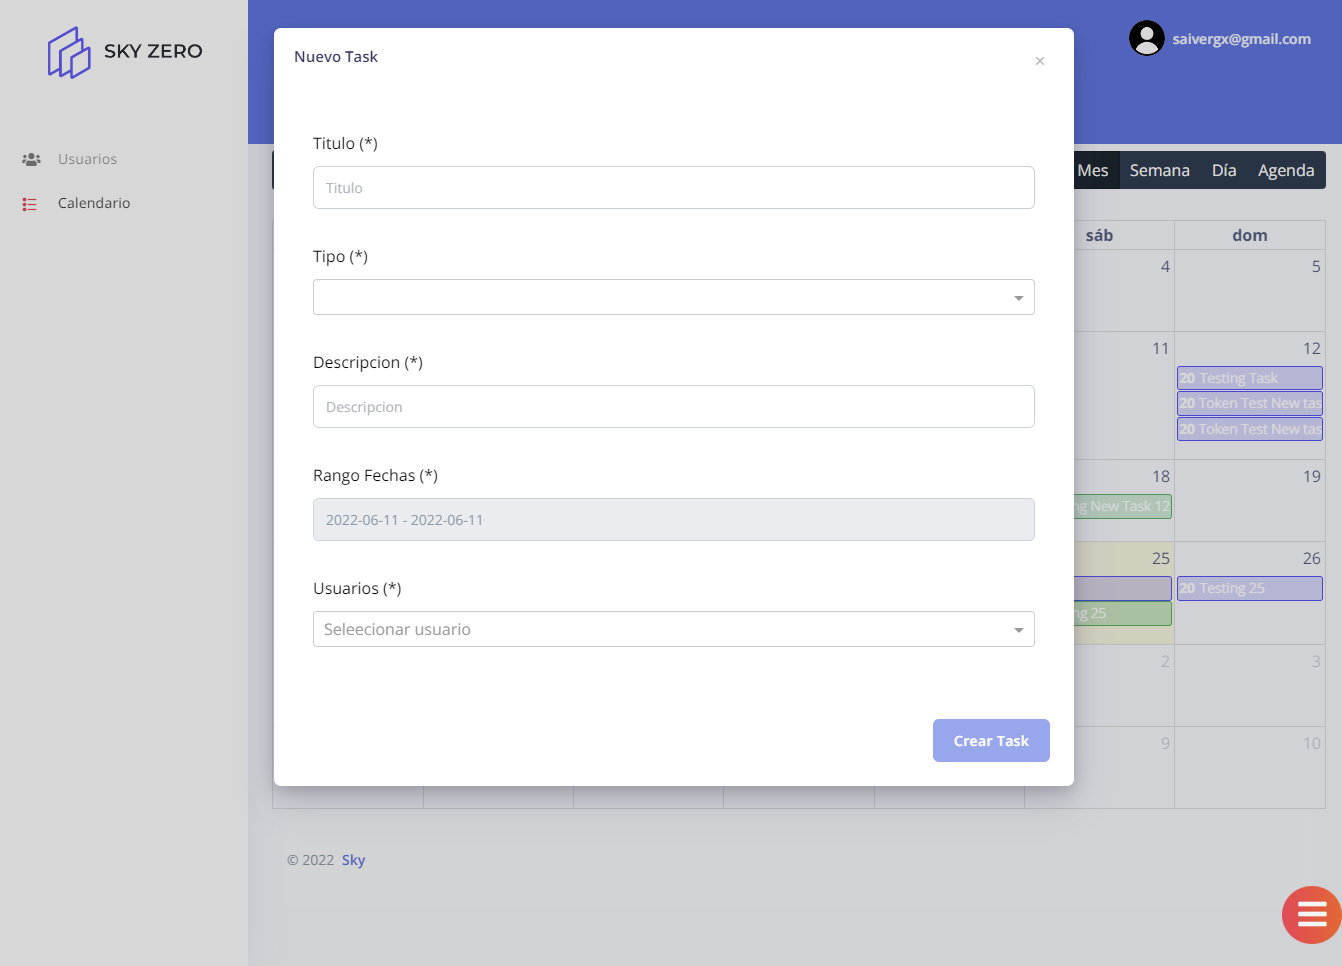 SKY ZERO
Usuarios
Calendario
saivergx@gmail.com
Nuevo Task
×
Titulo (*)
Titulo
Tipo (*)
Descripcion (*)
Descripcion
Rango Fechas (*)
2022-06-11 - 2022-06-11
Usuarios (*)
Seleecionar usuario
Crear Task
Mes Semana Día Agenda
sáb dom
4 5
11 12
20 Testing Task
20 Token Test New tas
20 Token Test New tas
18 19
ng New Task 12
25 26
20 Testing 25
ng 25
2 3
9 10
© 2022 Sky